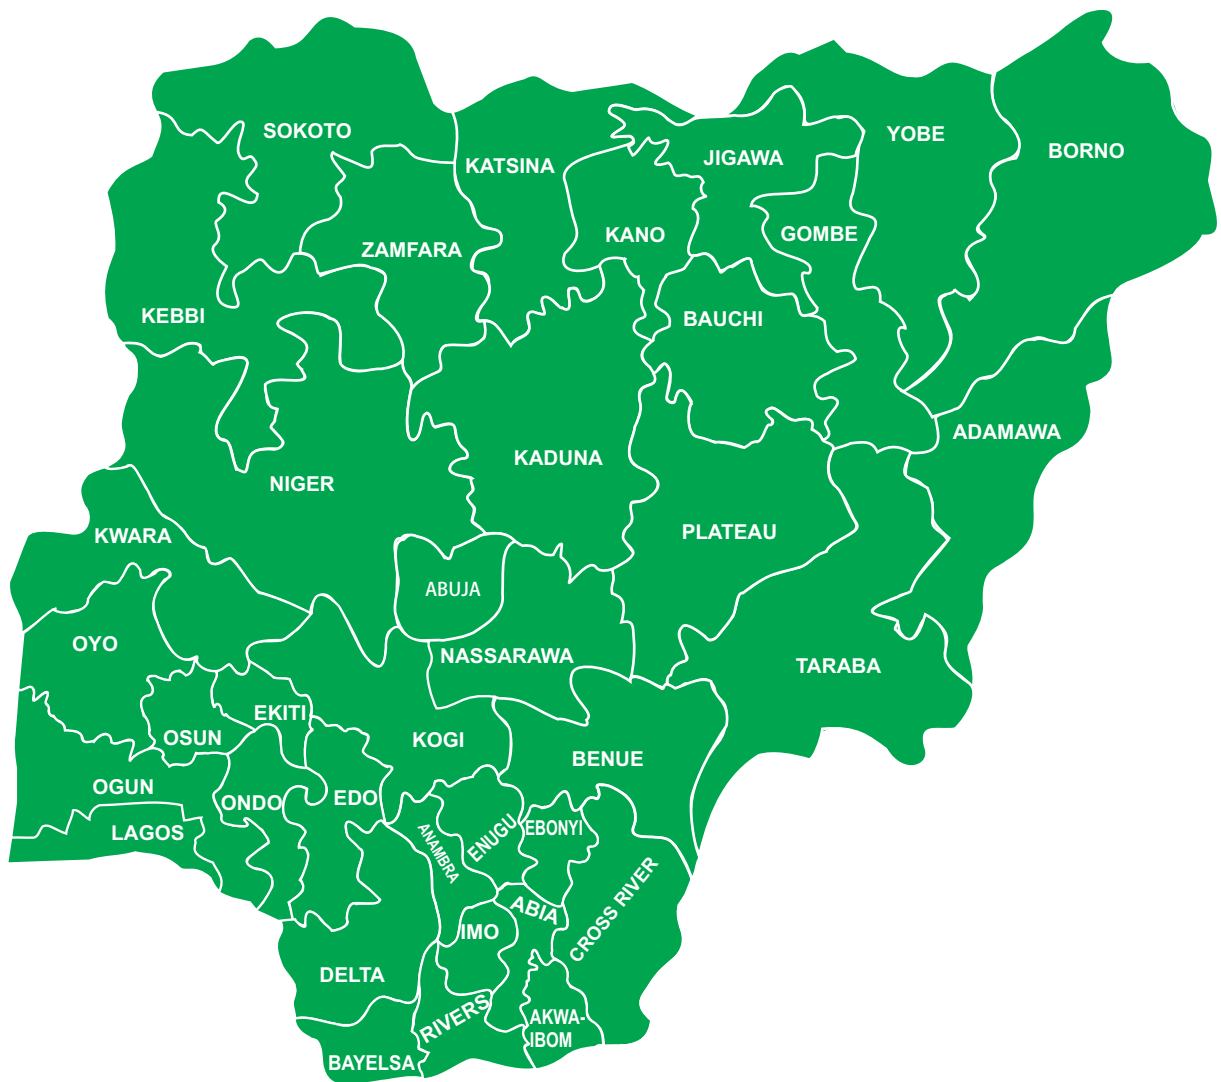 SOKOTO
YOBE
BORNO
JIGAWA
KATSINA
KANO
GOMBE
ZAMFARA
KEBBI
BAUCHI
ADAMAWA
KADUNA
NIGER
PLATEAU
KWARA
ABUJA
OYO
NASSARAWA
TARABA
EKITI
OSUN
KOGI
BENUE
OGUN
ONDO
EDO
LAGOS
ANAMBRA
ENUGU
EBONYI
CROSS RIVER
ABIA
IMO
DELTA
RIVERS
AKWA-
IBOM
BAYELSA